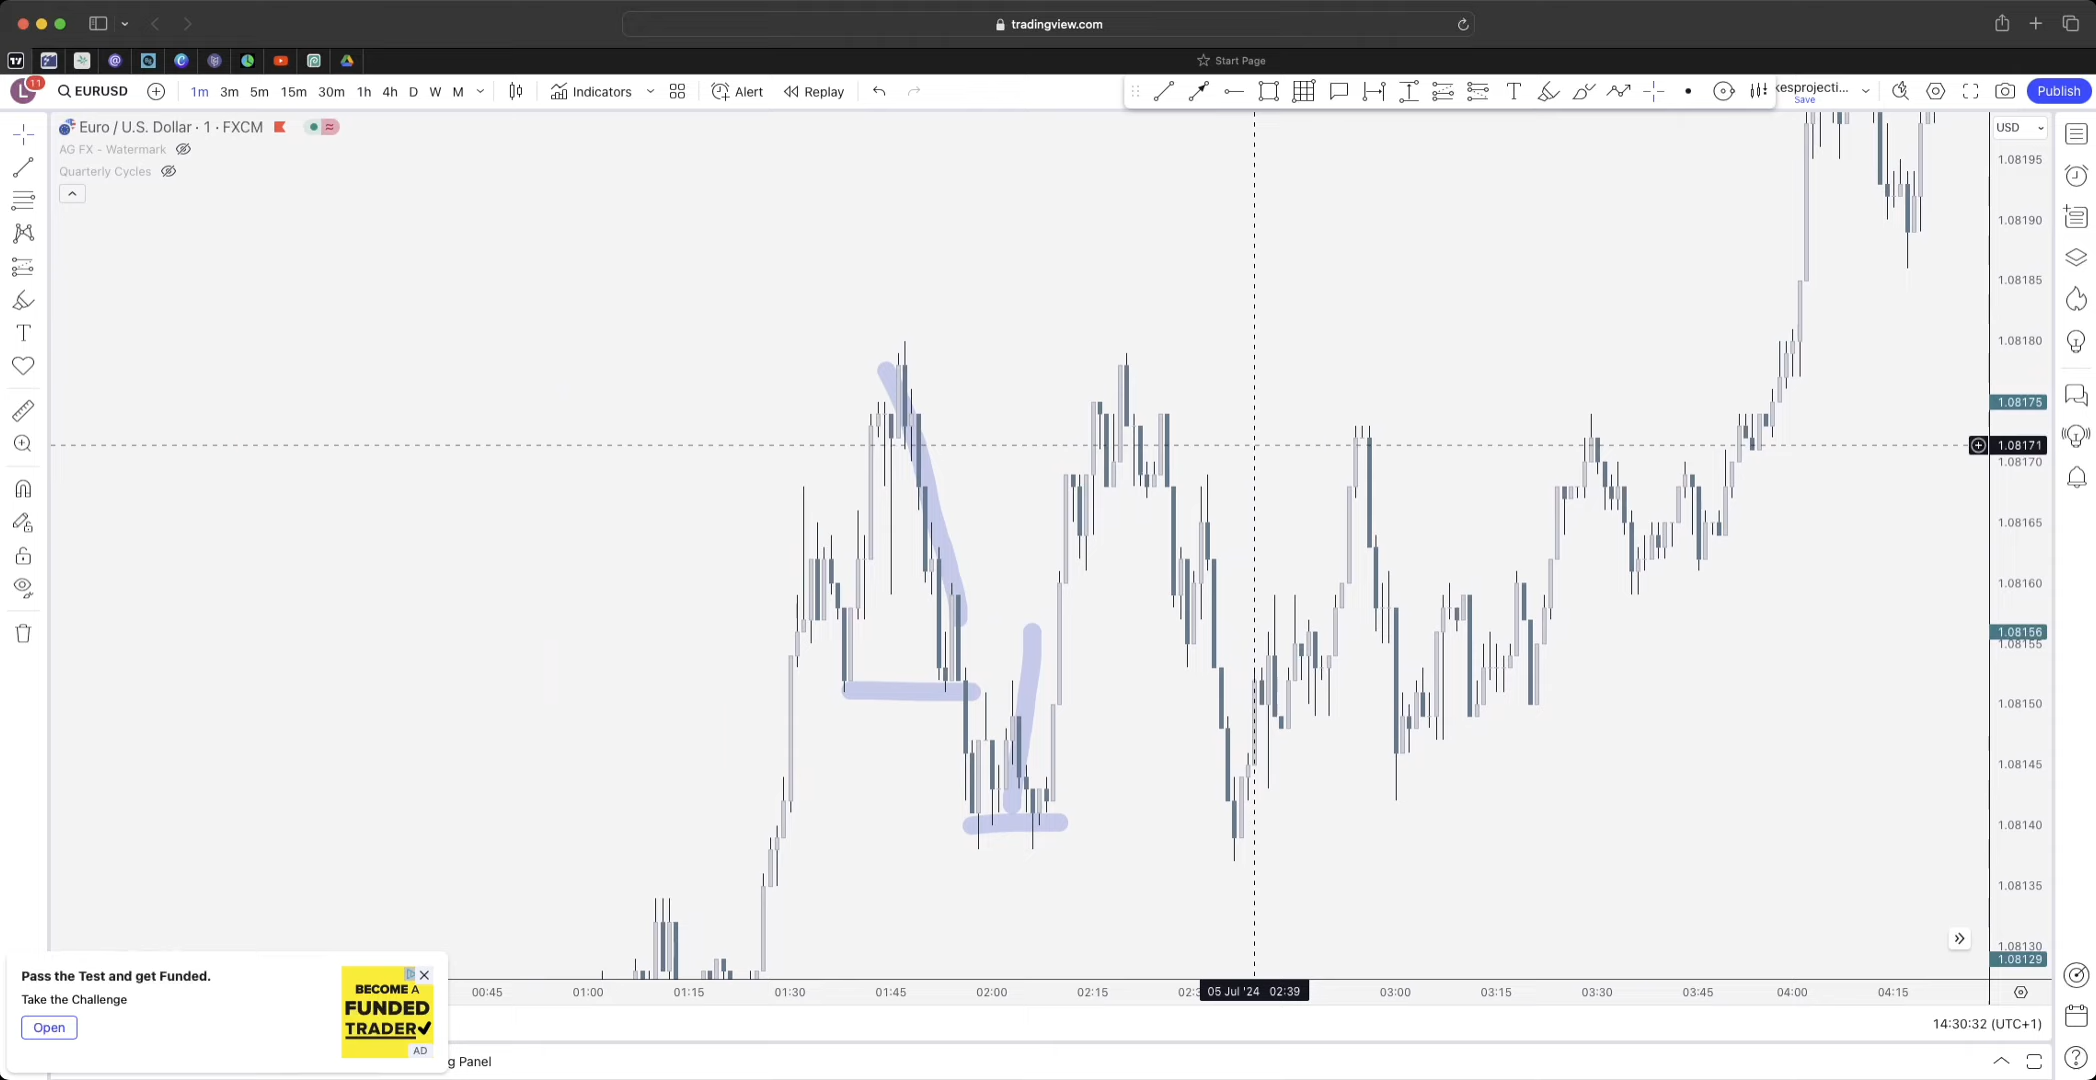 tradingview.com
Start Page
L 11 EURUSD 1m 3m 5m 15m 30m 1h 4h D W M Indicators Alert Replay kesprojecti... Publish
Save
Euro / U.S. Dollar · 1 · FXCM
AG FX - Watermark
Quarterly Cycles
USD
1.08195
1.08190
1.08185
1.08180
1.08175
1.08171
1.08170
1.08165
1.08160
1.08156
1.08155
1.08150
1.08145
1.08140
1.08135
1.08130
1.08129
Pass the Test and get Funded.
Take the Challenge
Open
BECOME A
FUNDED
TRADER
AD
00:45 01:00 01:15 01:30 01:45 02:00 02:15 05 Jul '24 02:39 03:00 03:15 03:30 03:45 04:00 04:15
14:30:32 (UTC+1)
g Panel